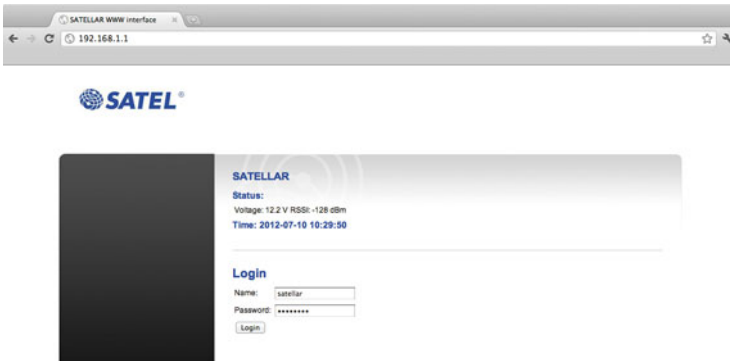 SATELLAR WWW interface
192.168.1.1
SATEL®
SATELLAR
Status:
Voltage: 12.2 V RSSI: -128 dBm
Time: 2012-07-10 10:29:50
Login
Name: satellar
Password: ••••••••
Login